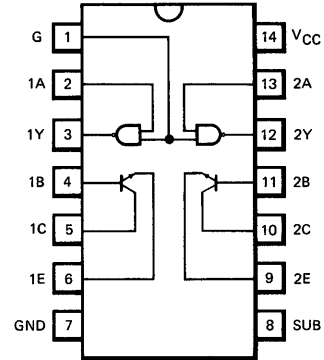 G 1 14 VCC
1A 2 13 2A
1Y 3 12 2Y
1B 4 11 2B
1C 5 10 2C
1E 6 9 2E
GND 7 8 SUB